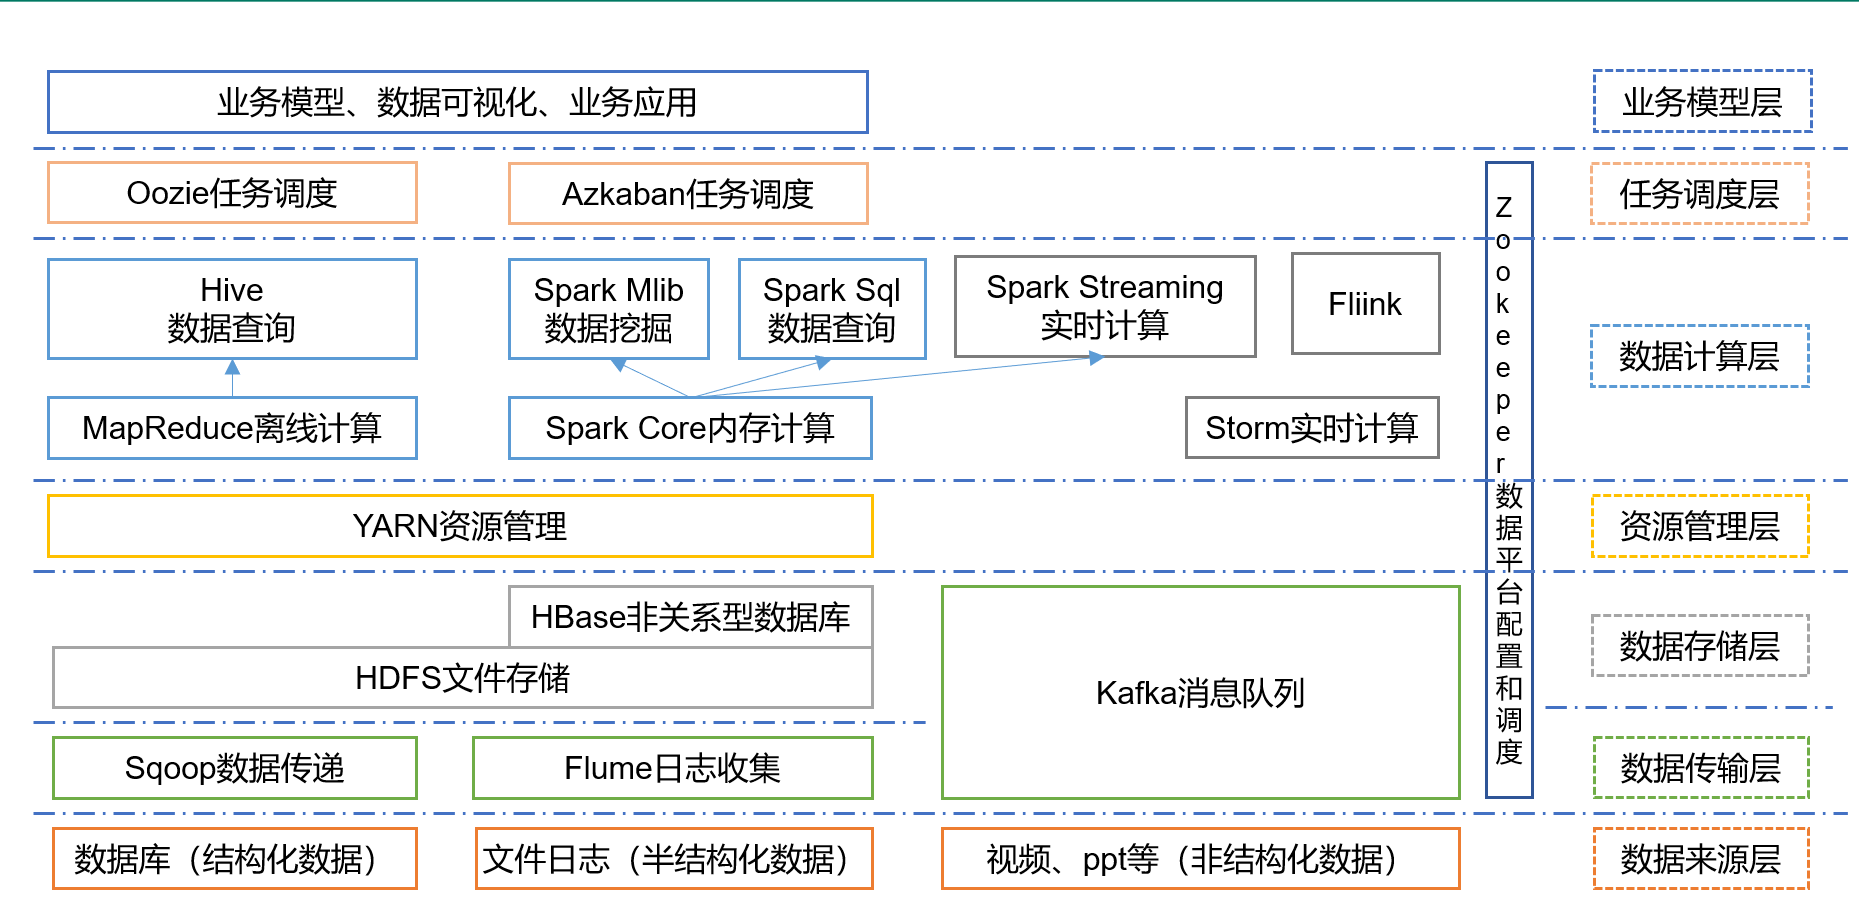 业务模型、数据可视化、业务应用
业务模型层
Oozie任务调度
Azkaban任务调度
任务调度层
Hive
数据查询
Spark Mlib
数据挖掘
Spark Sql
数据查询
Spark Streaming
实时计算
Fliink
数据计算层
MapReduce离线计算
Spark Core内存计算
Storm实时计算
Zookeeper数据平台配置和调度
YARN资源管理
资源管理层
HBase非关系型数据库
HDFS文件存储
Kafka消息队列
数据存储层
Sqoop数据传递
Flume日志收集
数据传输层
数据库（结构化数据）
文件日志（半结构化数据）
视频、ppt等（非结构化数据）
数据来源层